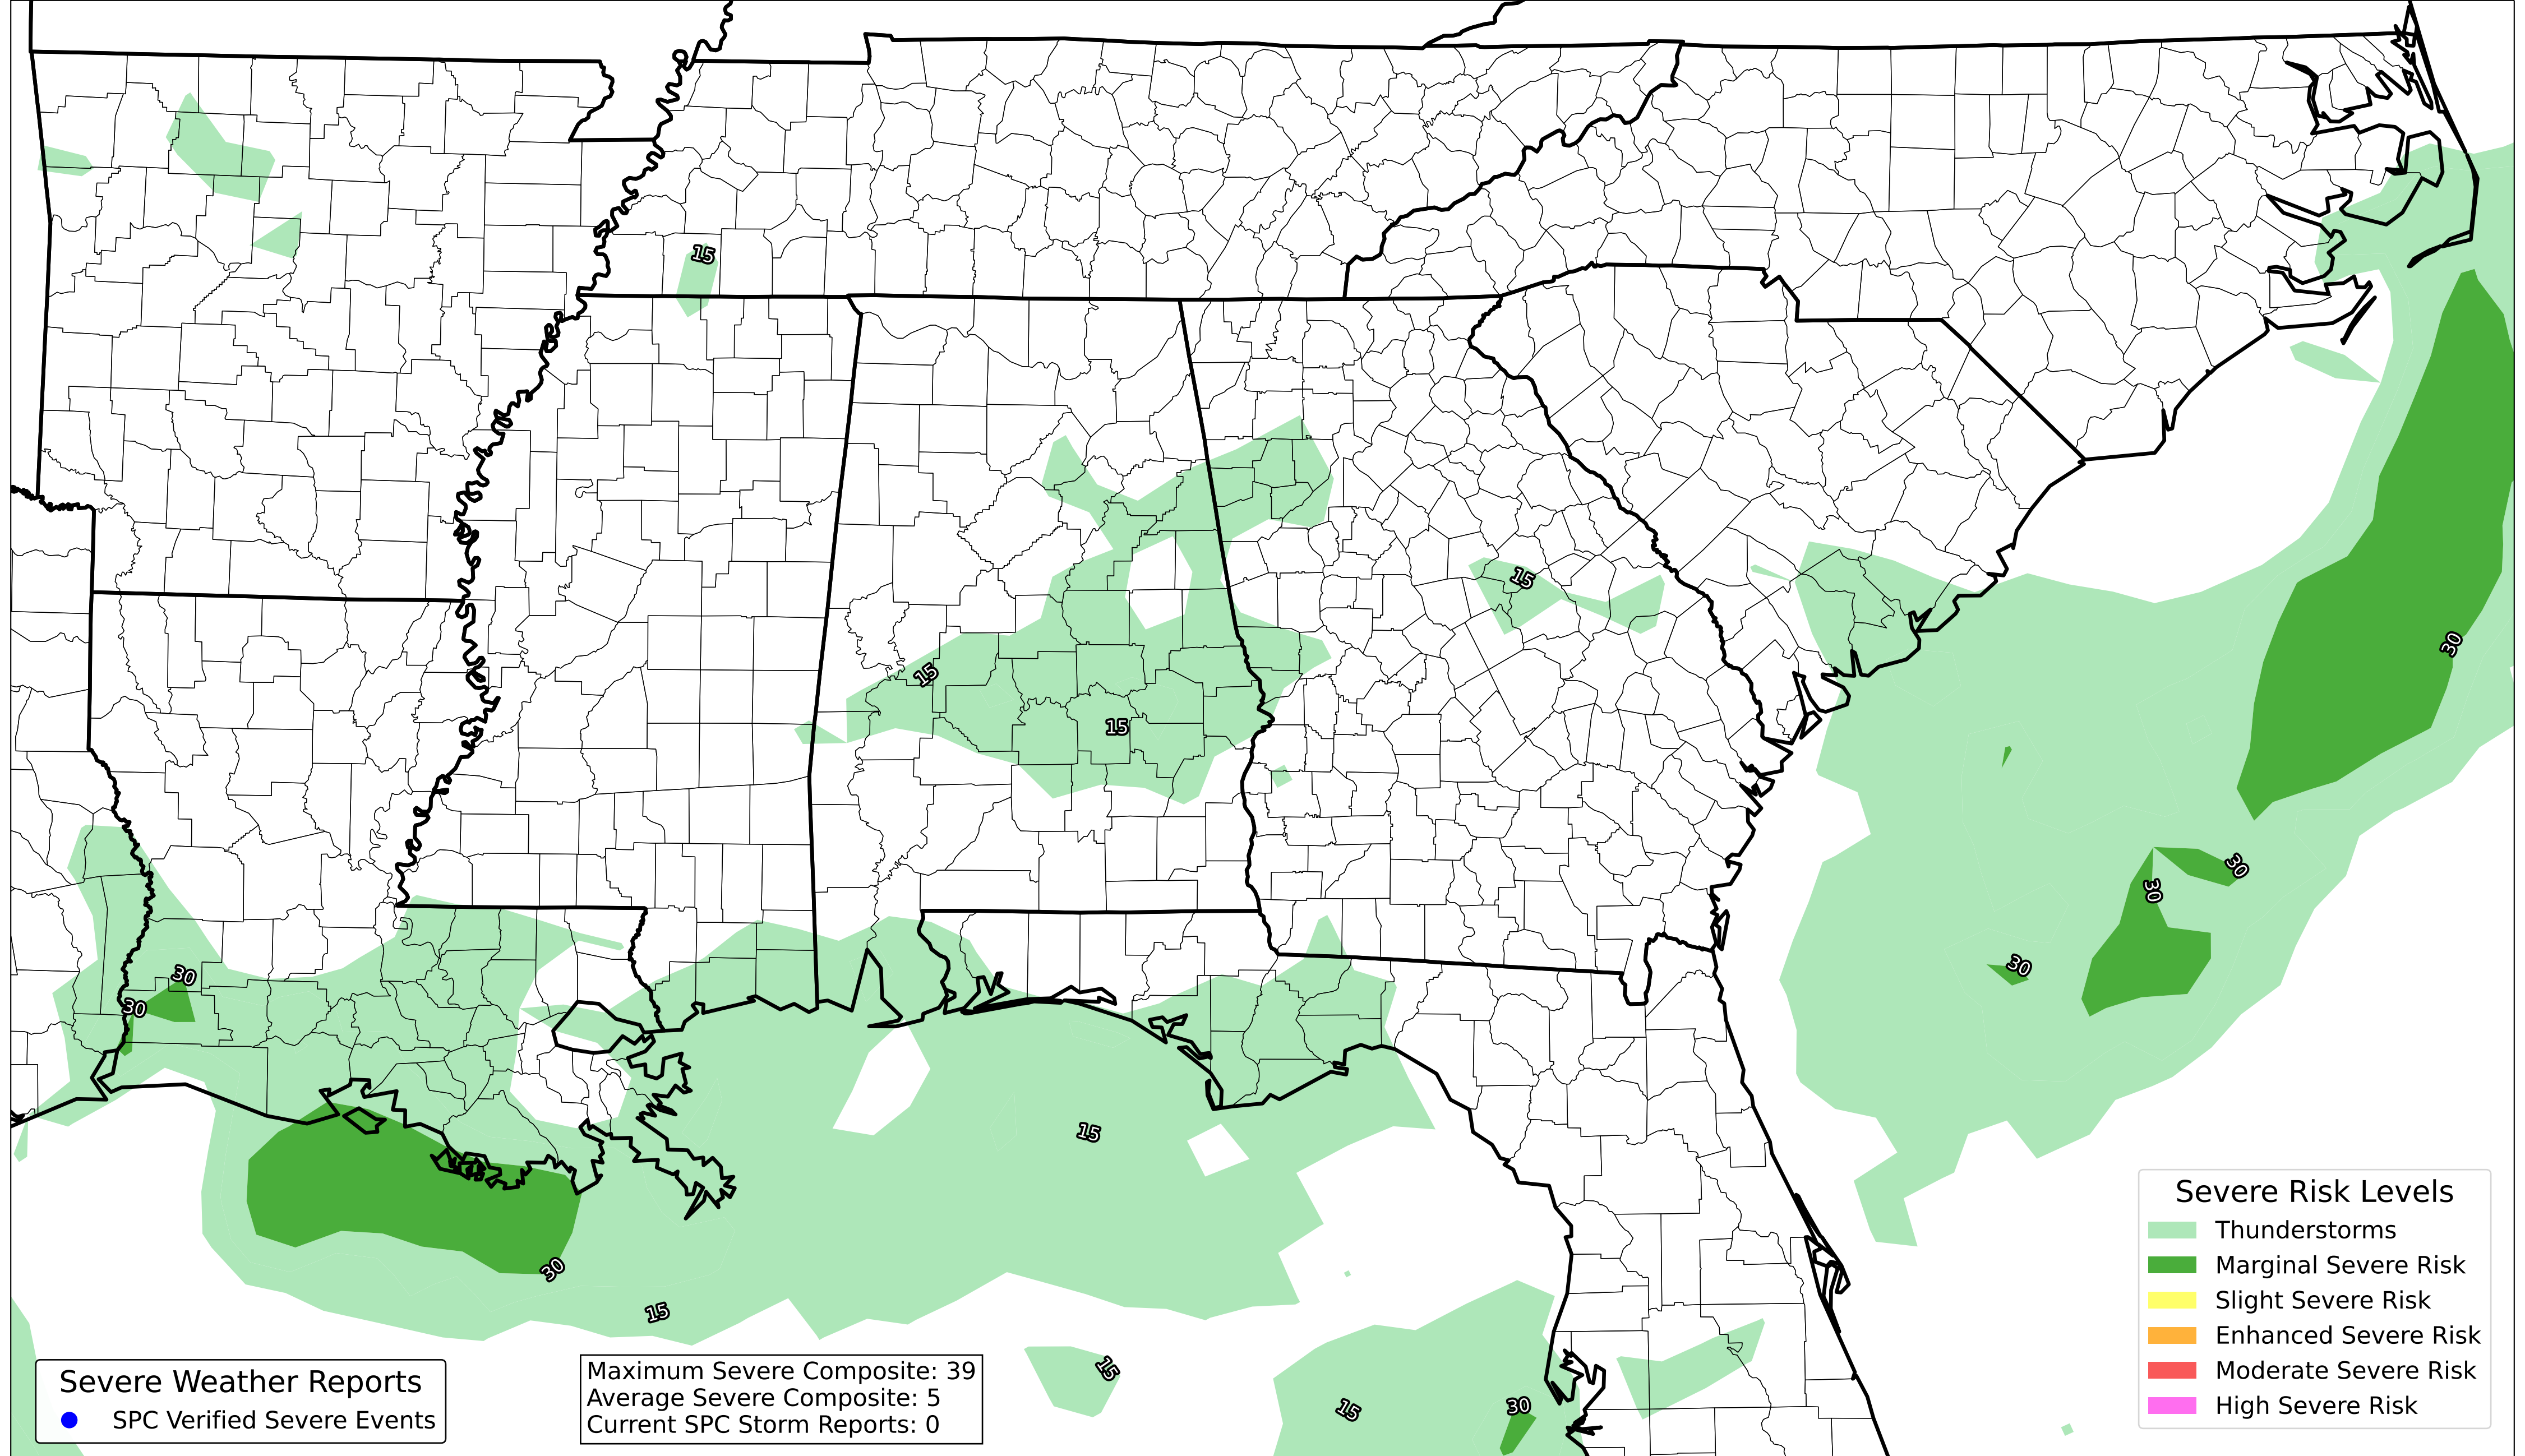 15
15
15
15
30
30
30
30
30
30
15
30
15
15
15
30
Severe Risk Levels
Thunderstorms
Marginal Severe Risk
Slight Severe Risk
Enhanced Severe Risk
Moderate Severe Risk
High Severe Risk
Severe Weather Reports
SPC Verified Severe Events
Maximum Severe Composite: 39
Average Severe Composite: 5
Current SPC Storm Reports: 0